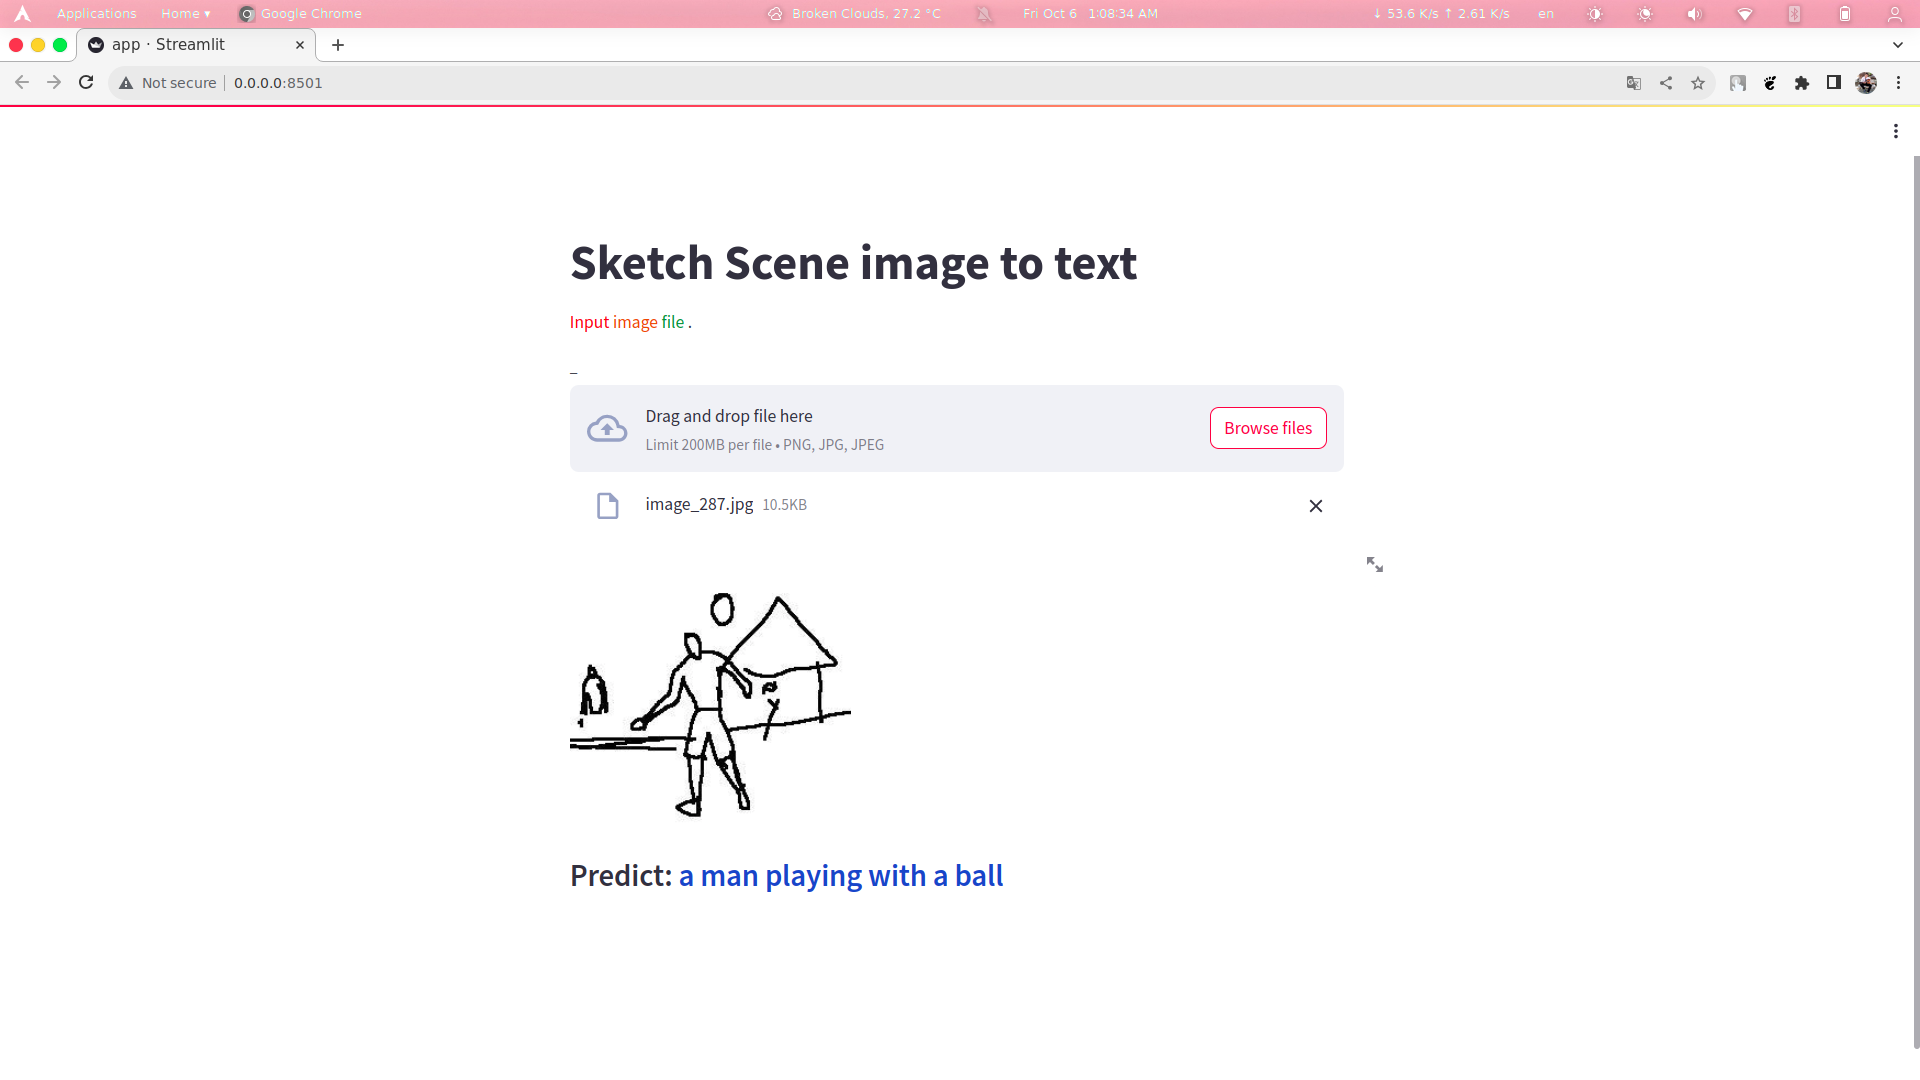 Applications Home ▾ Google Chrome Broken Clouds, 27.2 °C Fri Oct 6 1:08:34 AM ↓ 53.6 K/s ↑ 2.61 K/s en
app · Streamlit
Not secure 0.0.0.0:8501
Sketch Scene image to text
Input image file .
_
Drag and drop file here
Limit 200MB per file • PNG, JPG, JPEG
Browse files
image_287.jpg 10.5KB
Predict: a man playing with a ball